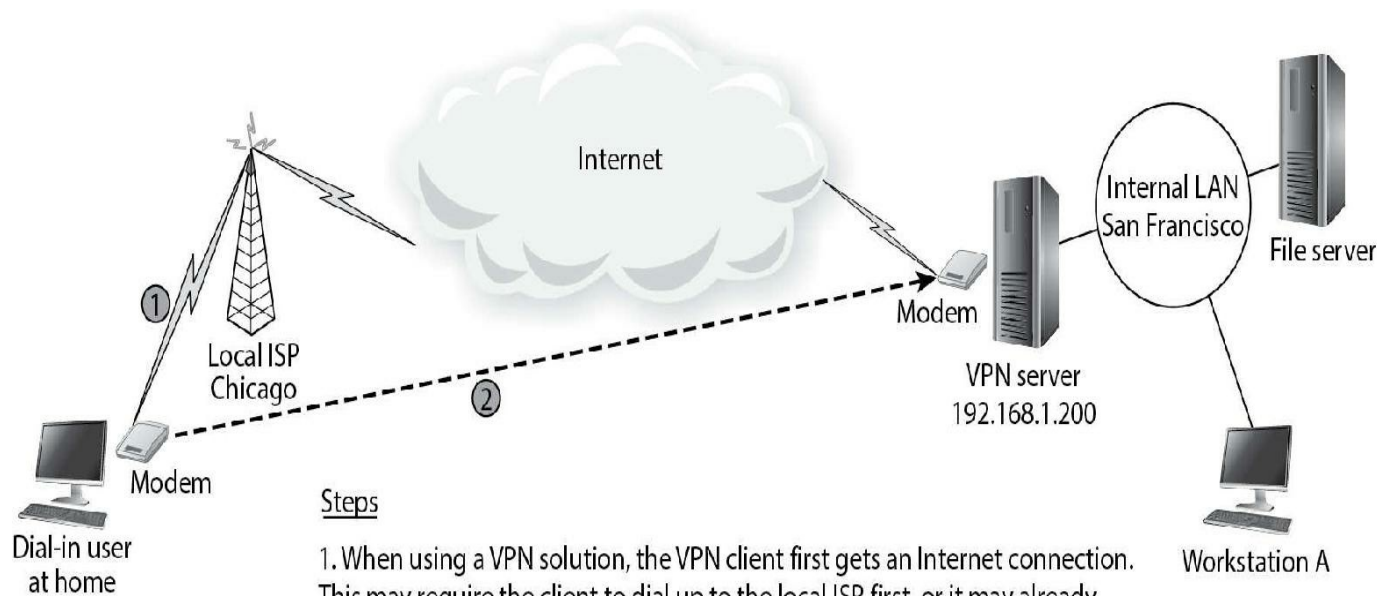 Internet
1
Local ISP
Chicago
2
Modem
Dial-in user
at home
Modem
VPN server
192.168.1.200
Internal LAN
San Francisco
File server
Workstation A
Steps
1. When using a VPN solution, the VPN client first gets an Internet connection.
This may require the client to dial up to the local ISP first, or it may already